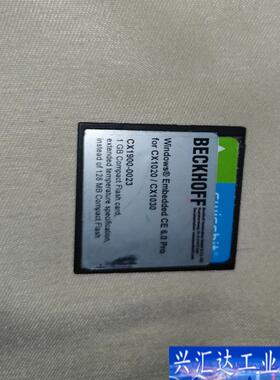 BECKHOFF
Windows® Embedded CE 6.0 Pro
for CX1020 / CX1030
CX1900-0023
1 GB Compact Flash card,
extended temperature specification,
instead of 128 MB Compact Flash
swissbit
兴汇达工业